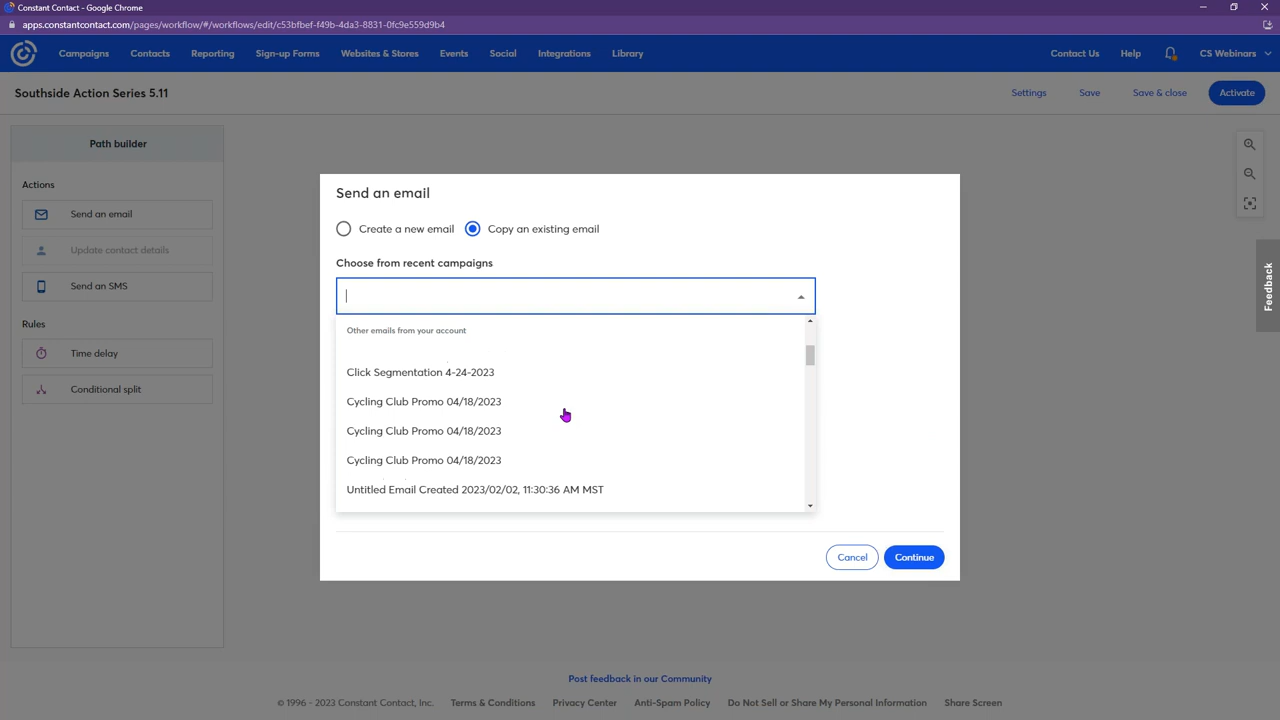 Constant Contact - Google Chrome
apps.constantcontact.com/pages/workflow/#/workflows/edit/c53bfbef-f49b-4da3-8831-0fc9e559d9b4
Campaigns Contacts Reporting Sign-up Forms Websites & Stores Events Social Integrations Library Contact Us Help CS Webinars
Southside Action Series 5.11 Settings Save Save & close Activate
Path builder
Actions
Send an email
Update contact details
Send an SMS
Rules
Time delay
Conditional split
Send an email
Create a new email Copy an existing email
Choose from recent campaigns
Other emails from your account
Click Segmentation 4-24-2023
Cycling Club Promo 04/18/2023
Cycling Club Promo 04/18/2023
Cycling Club Promo 04/18/2023
Untitled Email Created 2023/02/02, 11:30:36 AM MST
Cancel Continue
Feedback
Post feedback in our Community
© 1996 - 2023 Constant Contact, Inc. Terms & Conditions Privacy Center Anti-Spam Policy Do Not Sell or Share My Personal Information Share Screen